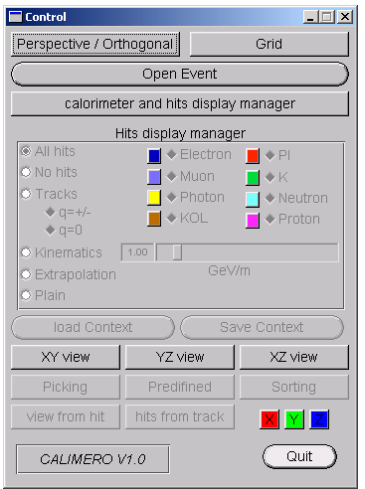 Control
Perspective / Orthogonal Grid
Open Event
calorimeter and hits display manager
Hits display manager
All hits Electron PI
No hits Muon K
Tracks Photon Neutron
q=+/- KOL Proton
q=0
Kinematics 1.00
Extrapolation GeV/m
Plain
load Context Save Context
XY view YZ view XZ view
Picking Predifined Sorting
view from hit hits from track X Y Z
CALIMERO V1.0 Quit